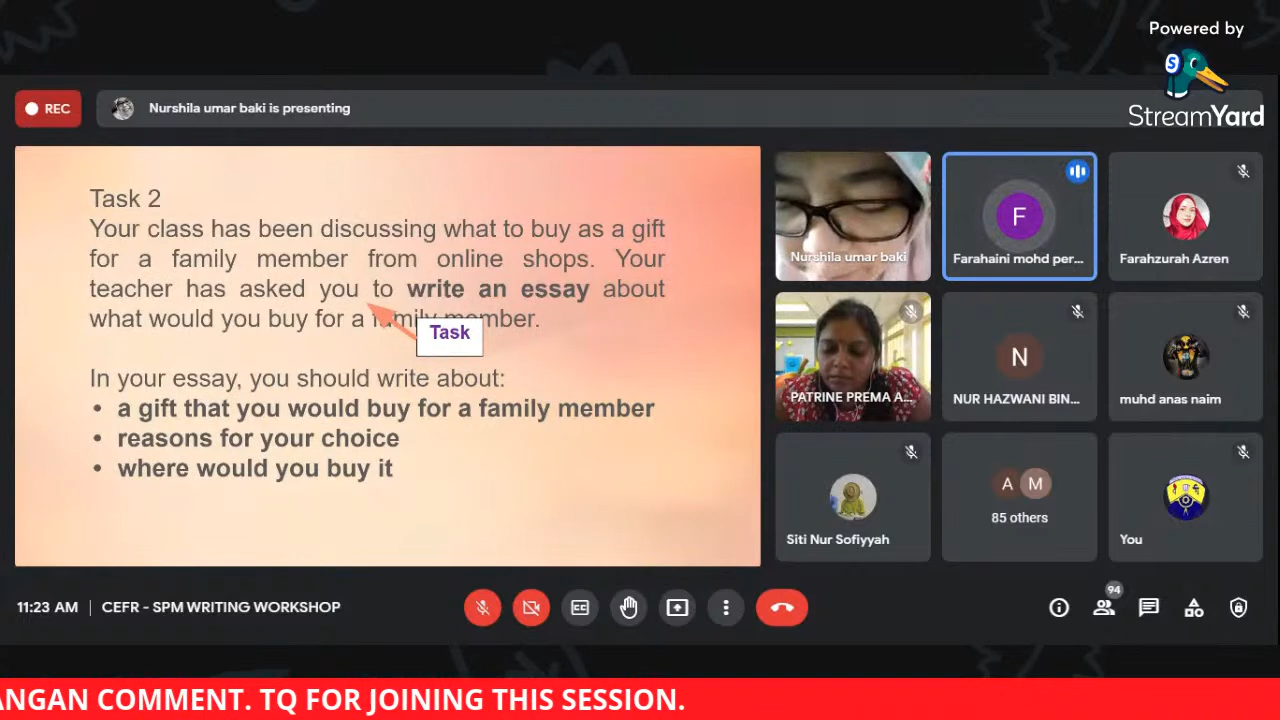 Powered by
StreamYard
REC
Nurshila umar baki is presenting
Task 2
Your class has been discussing what to buy as a gift
for a family member from online shops. Your
teacher has asked you to write an essay about
what would you buy for a family member.
Task
In your essay, you should write about:
• a gift that you would buy for a family member
• reasons for your choice
• where would you buy it
Nurshila umar baki
F
Farahaini mohd per...
Farahzurah Azren
PATRINE PREMA A...
N
NUR HAZWANI BIN...
muhd anas naim
Siti Nur Sofiyyah
A M
85 others
You
11:23 AM | CEFR - SPM WRITING WORKSHOP
94
ANGAN COMMENT. TQ FOR JOINING THIS SESSION.